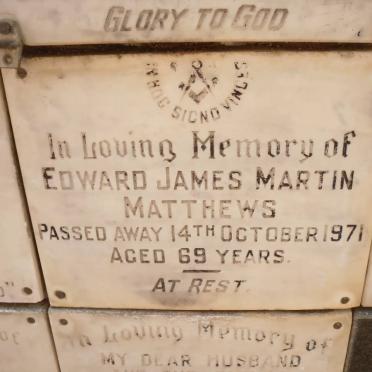 GLORY TO GOD
IN HOC SIGNO VINCES
In Loving Memory of
EDWARD JAMES MARTIN
MATTHEWS
PASSED AWAY 14TH OCTOBER 1971
AGED 69 YEARS.
AT REST.
In Loving Memory of
MY DEAR HUSBAND